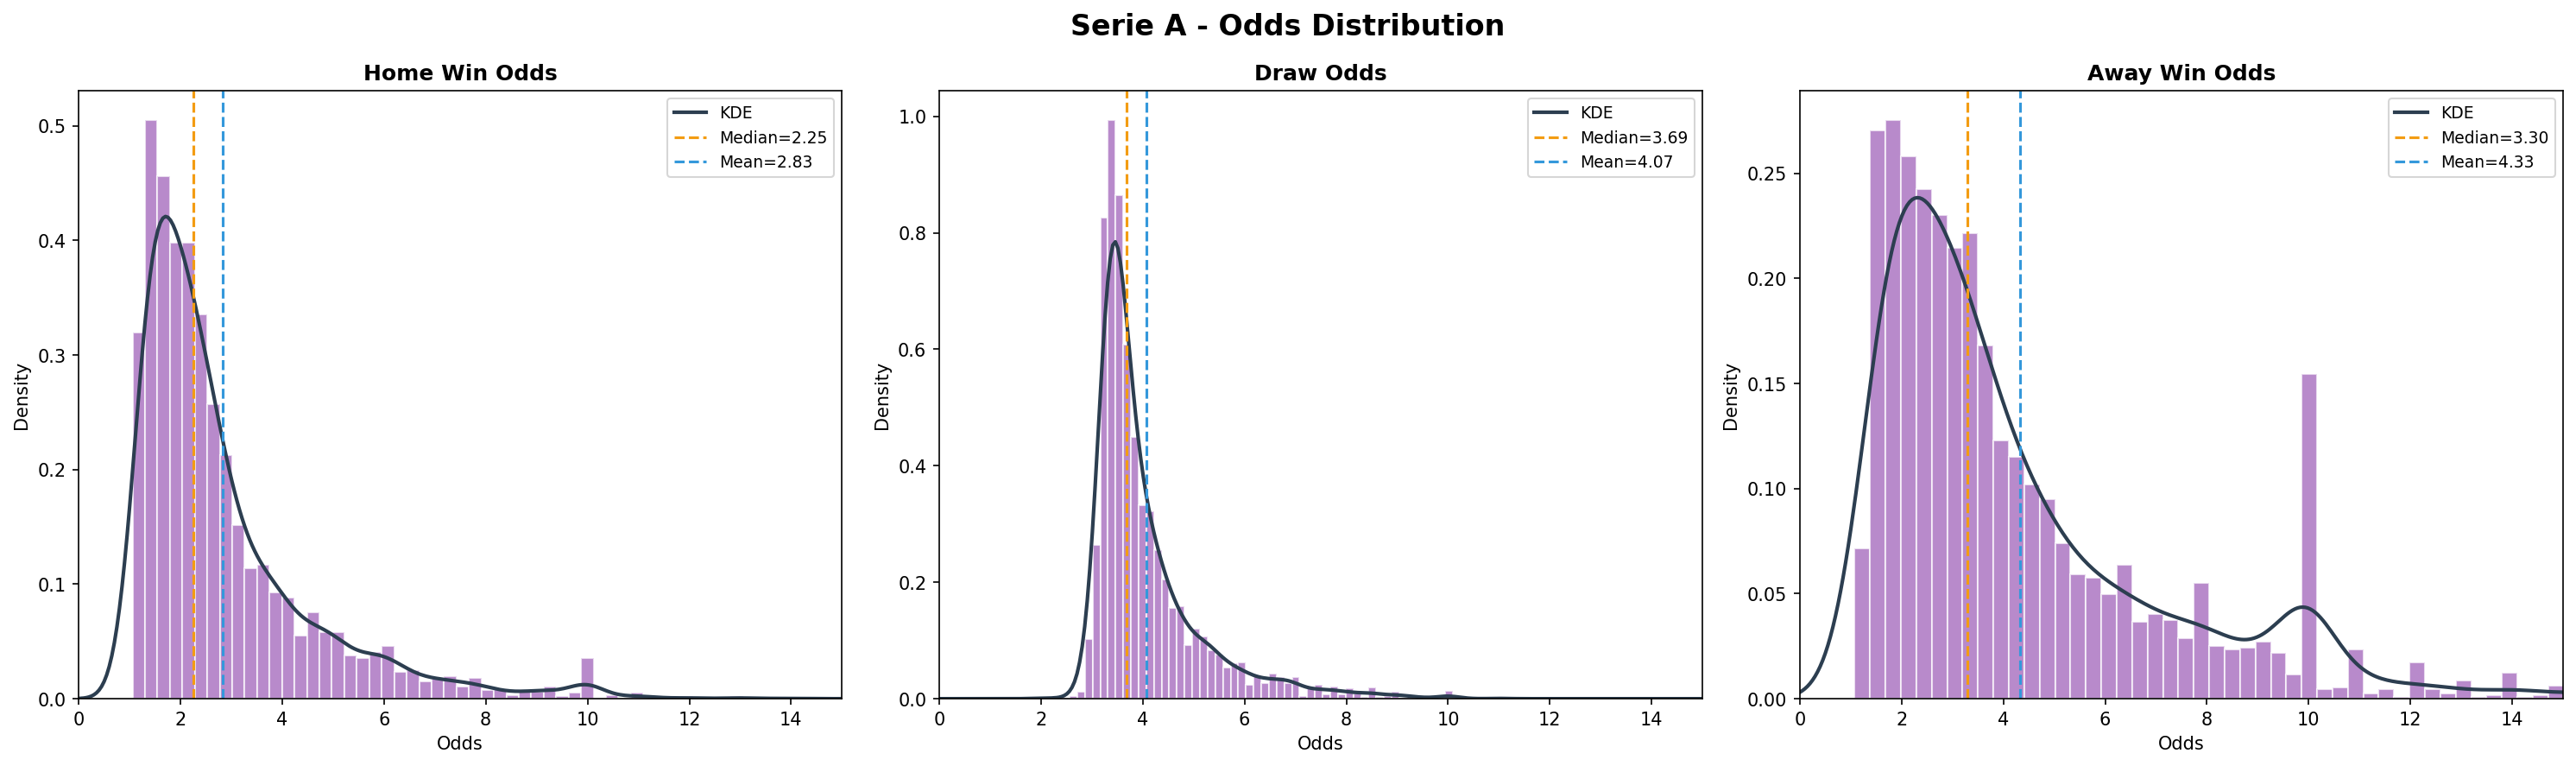 Serie A - Odds Distribution
Home Win Odds
KDE
Median=2.25
Mean=2.83
0.5
0.4
0.3
0.2
0.1
0.0
Density
0 2 4 6 8 10 12 14
Odds
Draw Odds
KDE
Median=3.69
Mean=4.07
1.0
0.8
0.6
0.4
0.2
0.0
Density
0 2 4 6 8 10 12 14
Odds
Away Win Odds
KDE
Median=3.30
Mean=4.33
0.25
0.20
0.15
0.10
0.05
0.00
Density
0 2 4 6 8 10 12 14
Odds